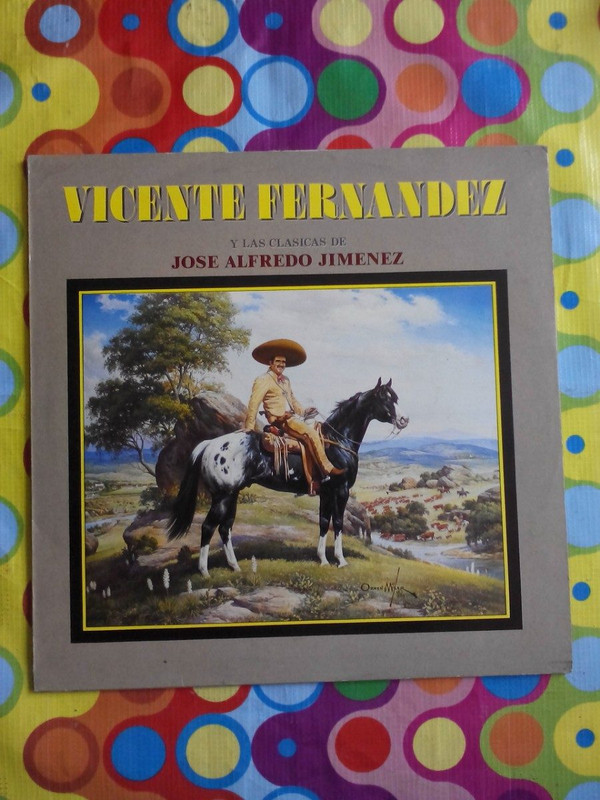 VICENTE FERNANDEZ
Y LAS CLASICAS DE
JOSE ALFREDO JIMENEZ